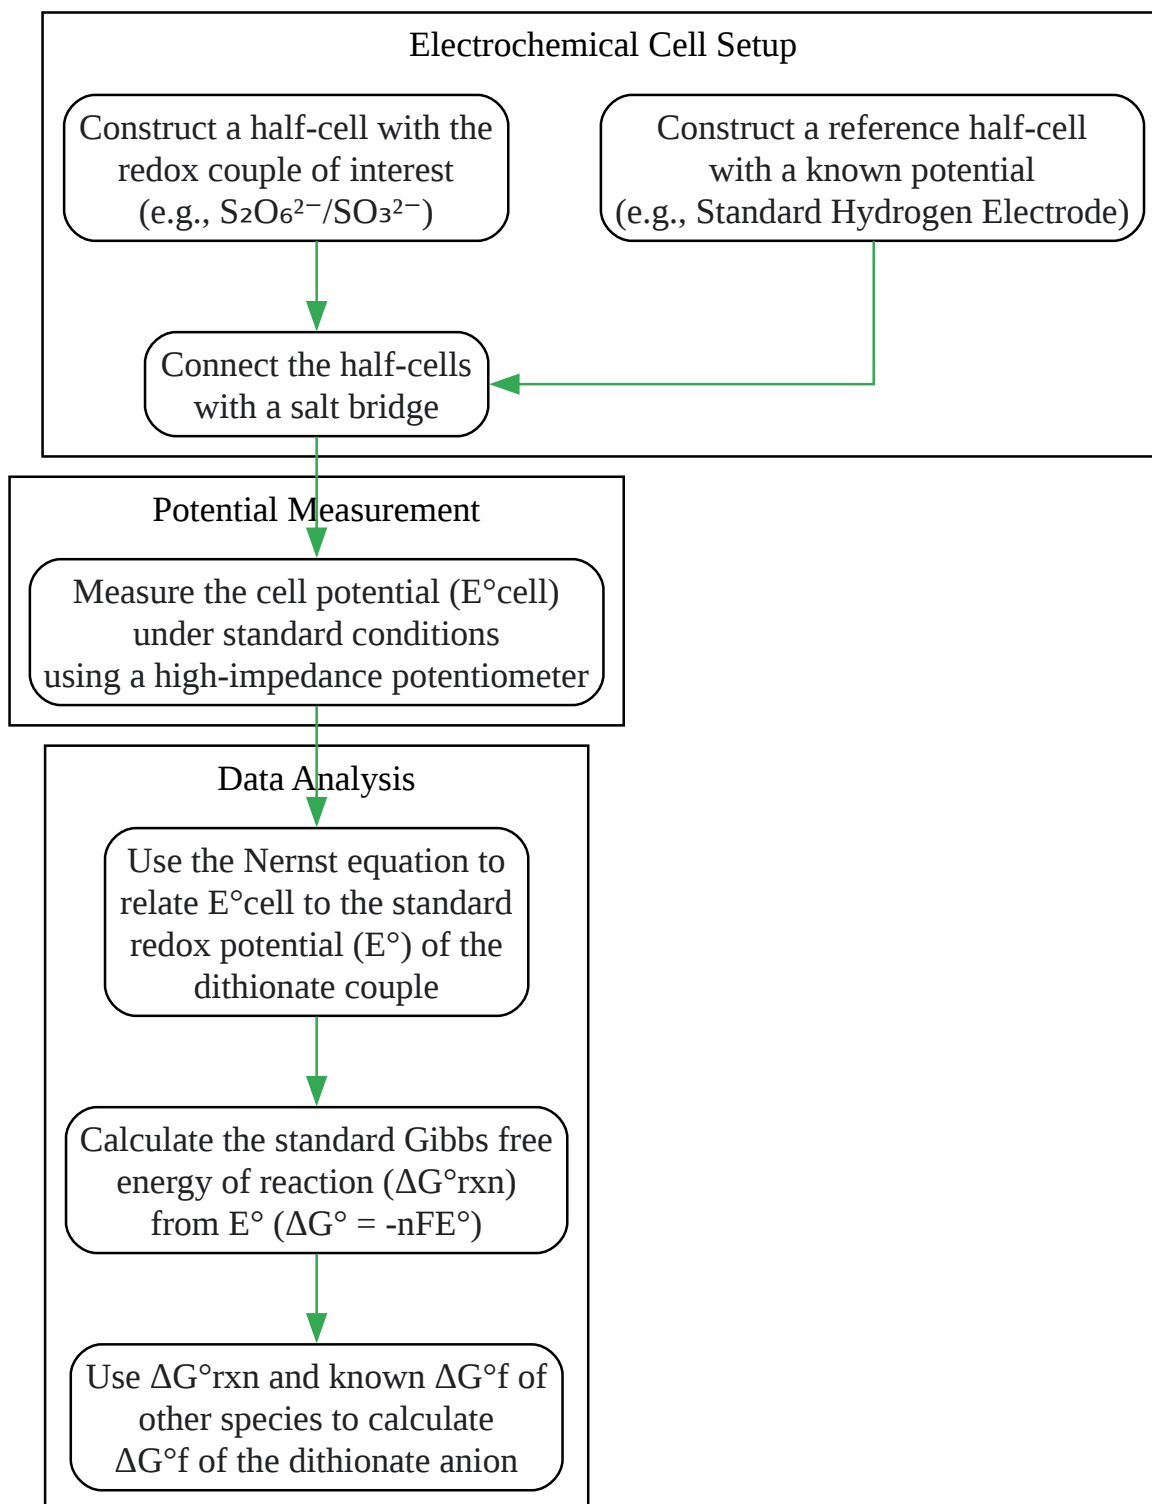 Electrochemical Cell Setup
Construct a half-cell with the
redox couple of interest
(e.g., S₂O₆²⁻/SO₃²⁻)
Construct a reference half-cell
with a known potential
(e.g., Standard Hydrogen Electrode)
Connect the half-cells
with a salt bridge
Potential Measurement
Measure the cell potential (E°cell)
under standard conditions
using a high-impedance potentiometer
Data Analysis
Use the Nernst equation to
relate E°cell to the standard
redox potential (E°) of the
dithionate couple
Calculate the standard Gibbs free
energy of reaction (ΔG°rxn)
from E° (ΔG° = -nFE°)
Use ΔG°rxn and known ΔG°f of
other species to calculate
ΔG°f of the dithionate anion